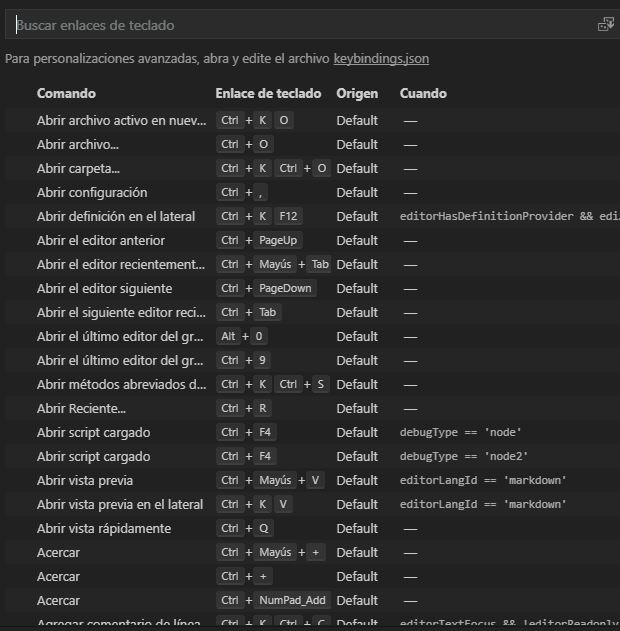 Buscar enlaces de teclado
Para personalizaciones avanzadas, abra y edite el archivo keybindings.json
Comando Enlace de teclado Origen Cuando
Abrir archivo activo en nuev... Ctrl + K O Default —
Abrir archivo... Ctrl + O Default —
Abrir carpeta... Ctrl + K Ctrl + O Default —
Abrir configuración Ctrl + , Default —
Abrir definición en el lateral Ctrl + K F12 Default editorHasDefinitionProvider && edi
Abrir el editor anterior Ctrl + PageUp Default —
Abrir el editor recientement... Ctrl + Mayús + Tab Default —
Abrir el editor siguiente Ctrl + PageDown Default —
Abrir el siguiente editor reci... Ctrl + Tab Default —
Abrir el último editor del gr... Alt + 0 Default —
Abrir el último editor del gr... Ctrl + 9 Default —
Abrir métodos abreviados d... Ctrl + K Ctrl + S Default —
Abrir Reciente... Ctrl + R Default —
Abrir script cargado Ctrl + F4 Default debugType == 'node'
Abrir script cargado Ctrl + F4 Default debugType == 'node2'
Abrir vista previa Ctrl + Mayús + V Default editorLangId == 'markdown'
Abrir vista previa en el lateral Ctrl + K V Default editorLangId == 'markdown'
Abrir vista rápidamente Ctrl + Q Default —
Acercar Ctrl + Mayús + + Default —
Acercar Ctrl + + Default —
Acercar Ctrl + NumPad_Add Default —
Agregar comentario de línea Ctrl + K Ctrl + C Default editorTextFocus && !editorReadonly